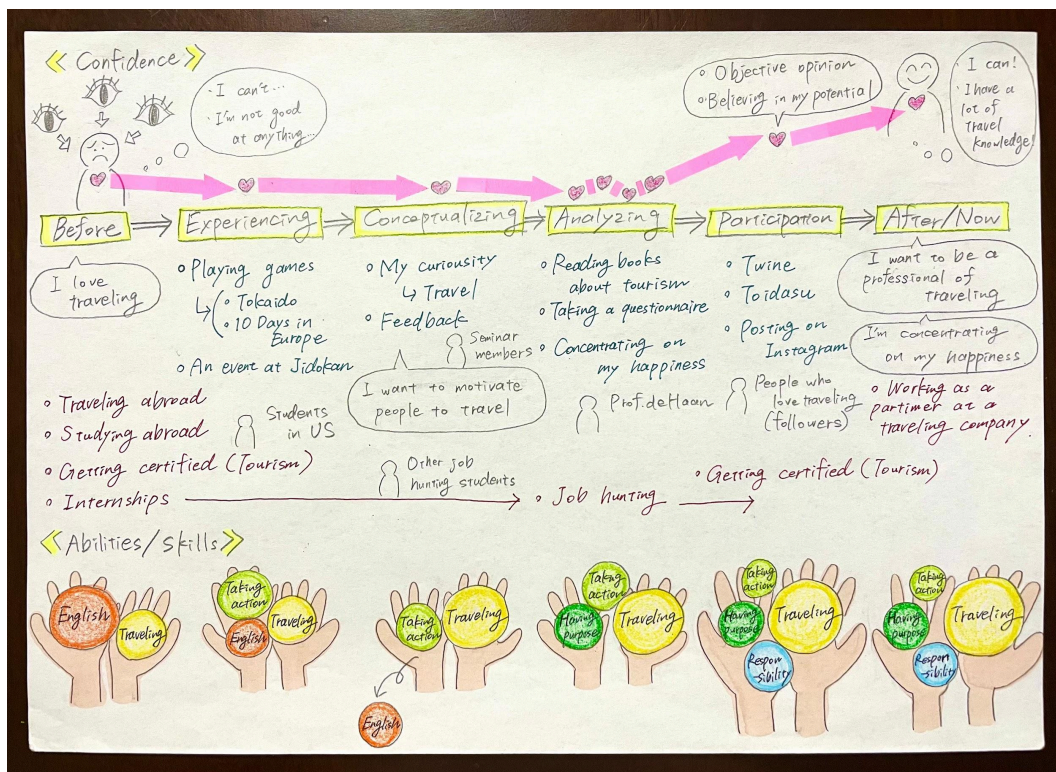 《 Confidence 》
・I can't...
・I'm not good
at anything...
・Objective opinion
・Believing in my potential
・I can!
・I have a
lot of
travel
knowledge!
Before ⇒ Experiencing ⇒ Conceptualizing ⇒ Analyzing ⇒ Participation ⇒ After/Now
I love
traveling
・Playing games
↳ ・Tokaido
・10 Days in
Europe
・An event at Jidokan
・My curiousity
↳ Travel
・Feedback
Seminar
members
I want to motivate
people to travel
・Reading books
about tourism
・Taking a questionnaire
・Concentrating on
my happiness
Prof. deHaan
・Twine
・Toidasu
・Posting on
Instagram
People who
love traveling
(followers)
I want to be a
professional of
traveling
I'm concentrating
on my happiness
・Working as a
partimer at a
traveling company.
・Traveling abroad
・Studying abroad
Students
in US
・Getting certified (Tourism)
・Internships
Other job
hunting students
・Job hunting
・Getting certified (Tourism)
《Abilities/Skills》
English
Traveling
Taking
action
English
Traveling
Taking
action
Traveling
English
Taking
action
Having
purpose
Traveling
Taking
action
Having
purpose
Traveling
Respon
-sibility
Taking
action
Having
purpose
Traveling
Respon
-sibility